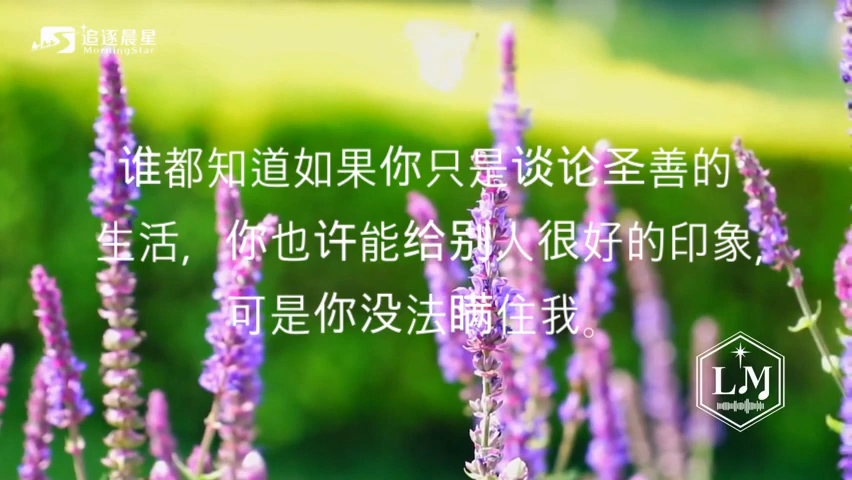 追逐晨星
MorningStar
谁都知道如果你只是谈论圣善的
生活，你也许能给别人很好的印象，
可是你没法瞒住我。
LM